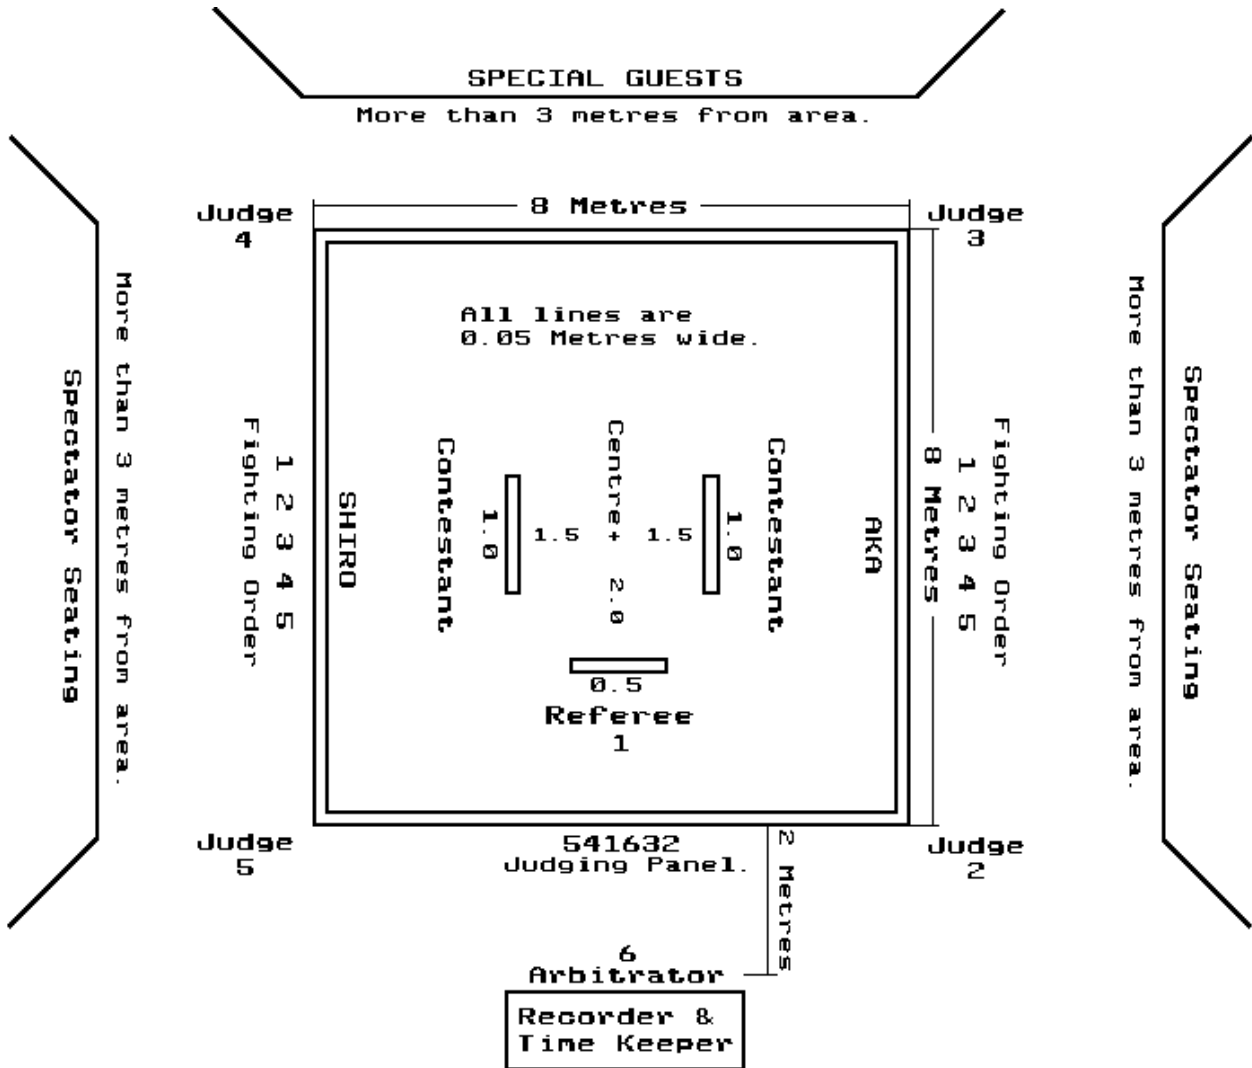 SPECIAL GUESTS
More than 3 metres from area.
Judge
4
8 Metres
Judge
3
All lines are
0.05 Metres wide.
Spectator Seating
More than 3 metres from area.
Fighting Order
1 2 3 4 5
SHIRO
Contestant
1.0
1.5
Centre+
2.0
1.5
1.0
Contestant
AKA
8 Metres
1 2 3 4 5
Fighting Order
More than 3 metres from area.
Spectator Seating
0.5
Referee
1
Judge
5
541632
Judging Panel.
2 Metres
Judge
2
6
Arbitrator
Recorder &
Time Keeper